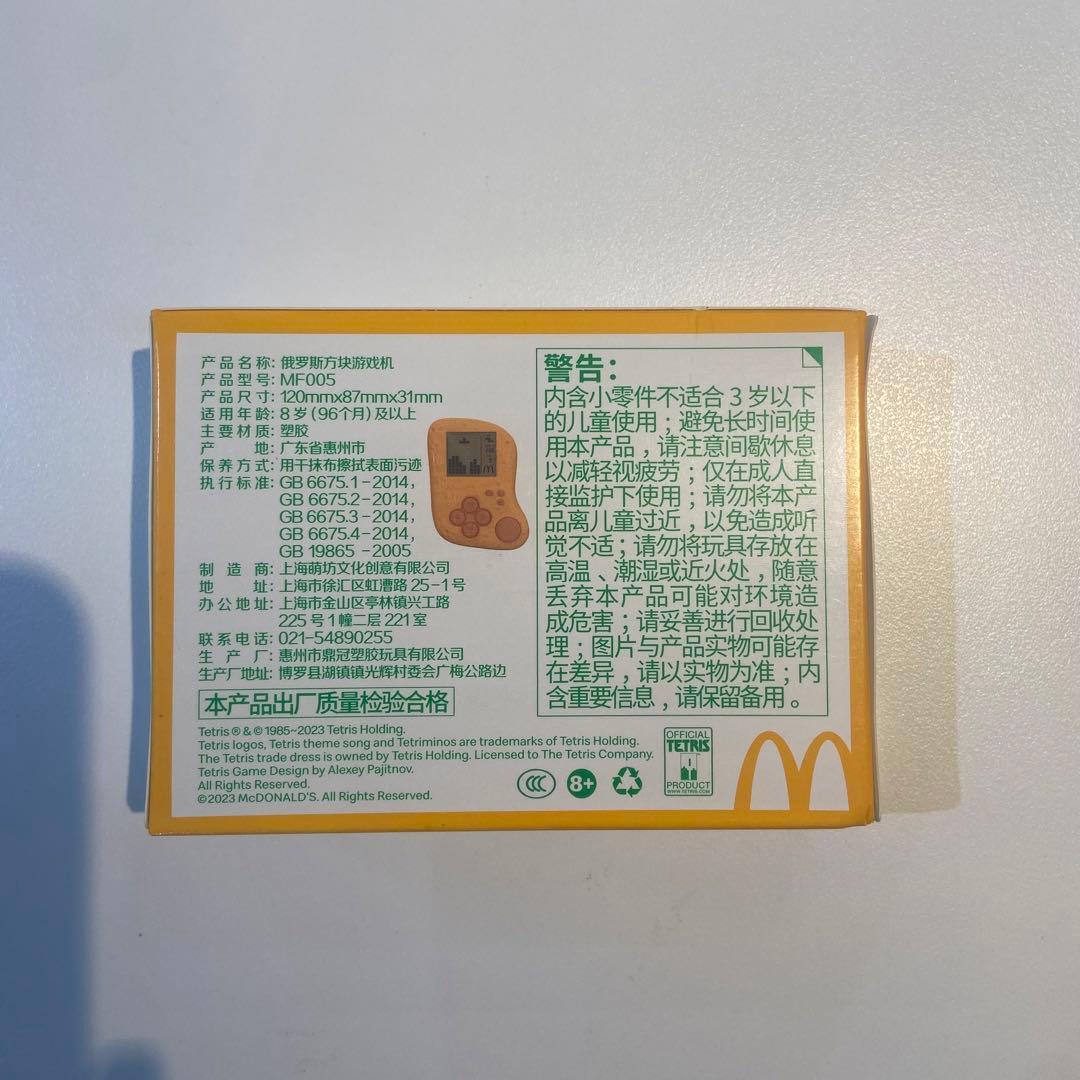 产品名称：俄罗斯方块游戏机
产品型号：MF005
产品尺寸：120mmx87mmx31mm
适用年龄：8岁（96个月）及以上
主要材质：塑胶
产地：广东省惠州市
保养方式：用干抹布擦拭表面污迹
执行标准：GB 6675.1-2014，
GB 6675.2-2014，
GB 6675.3-2014，
GB 6675.4-2014，
GB 19865-2005
制造商：上海萌坊文化创意有限公司
地址：上海市徐汇区虹漕路25-1号
办公地址：上海市金山区亭林镇兴工路
225号1幢二层221室
联系电话：021-54890255
生产厂：惠州市鼎冠塑胶玩具有限公司
生产厂地址：博罗县湖镇镇光辉村委会广梅公路边
本产品出厂质量检验合格
警告：
内含小零件不适合3岁以下
的儿童使用；避免长时间使
用本产品，请注意间歇休息
以减轻视疲劳；仅在成人直
接监护下使用；请勿将本产
品离儿童过近，以免造成听
觉不适；请勿将玩具存放在
高温、潮湿或近火处，随意
丢弃本产品可能对环境造
成危害；请妥善进行回收处
理；图片与产品实物可能存
在差异，请以实物为准；内
含重要信息，请保留备用。
Tetris ® & © 1985~2023 Tetris Holding.
Tetris logos, Tetris theme song and Tetriminos are trademarks of Tetris Holding.
The Tetris trade dress is owned by Tetris Holding. Licensed to The Tetris Company.
Tetris Game Design by Alexey Pajitnov.
All Rights Reserved.
©2023 McDONALD'S. All Rights Reserved.
CCC
8+
OFFICIAL
TETRIS
PRODUCT
WWW.TETRIS.COM